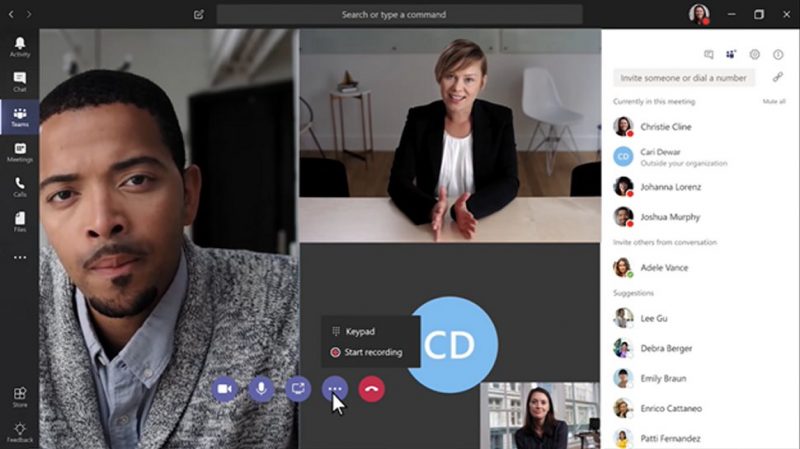 Search or type a command
Activity
Chat
Teams
Meetings
Calls
Files
Store
Feedback
Keypad
Start recording
CD
Invite someone or dial a number
Currently in this meeting
Mute all
Christie Cline
CD
Cari Dewar
Outside your organization
Johanna Lorenz
Joshua Murphy
Invite others from conversation
Adele Vance
Suggestions
Lee Gu
Debra Berger
Emily Braun
Enrico Cattaneo
Patti Fernandez